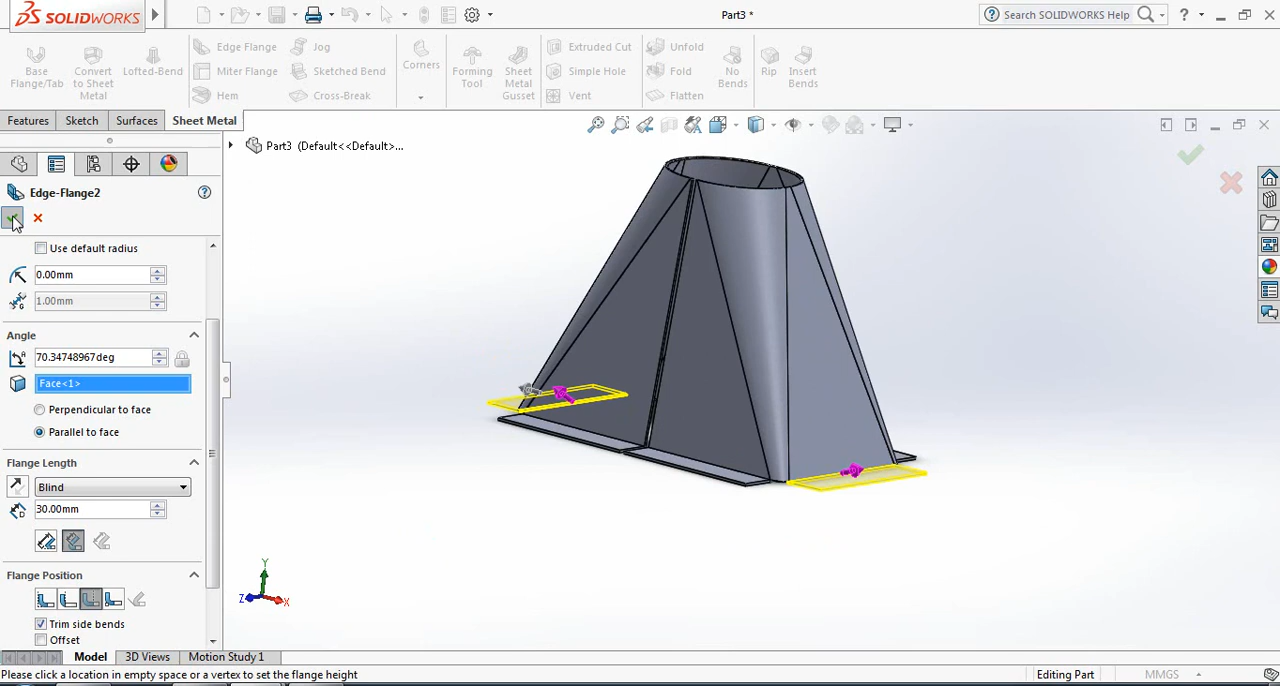 SOLIDWORKS
Part3 *
Search SOLIDWORKS Help
?
Base Flange/Tab
Convert to Sheet Metal
Lofted-Bend
Edge Flange
Miter Flange
Hem
Jog
Sketched Bend
Cross-Break
Corners
Forming Tool
Sheet Metal Gusset
Extruded Cut
Simple Hole
Vent
Unfold
Fold
Flatten
No Bends
Rip
Insert Bends
Features
Sketch
Surfaces
Sheet Metal
Part3 (Default<<Default>...
Edge-Flange2
?
Use default radius
0.00mm
1.00mm
Angle
70.34748967deg
Face<1>
Perpendicular to face
Parallel to face
Flange Length
Blind
30.00mm
Flange Position
Trim side bends
Offset
Y
Z
X
Model
3D Views
Motion Study 1
Please click a location in empty space or a vertex to set the flange height
Editing Part
MMGS